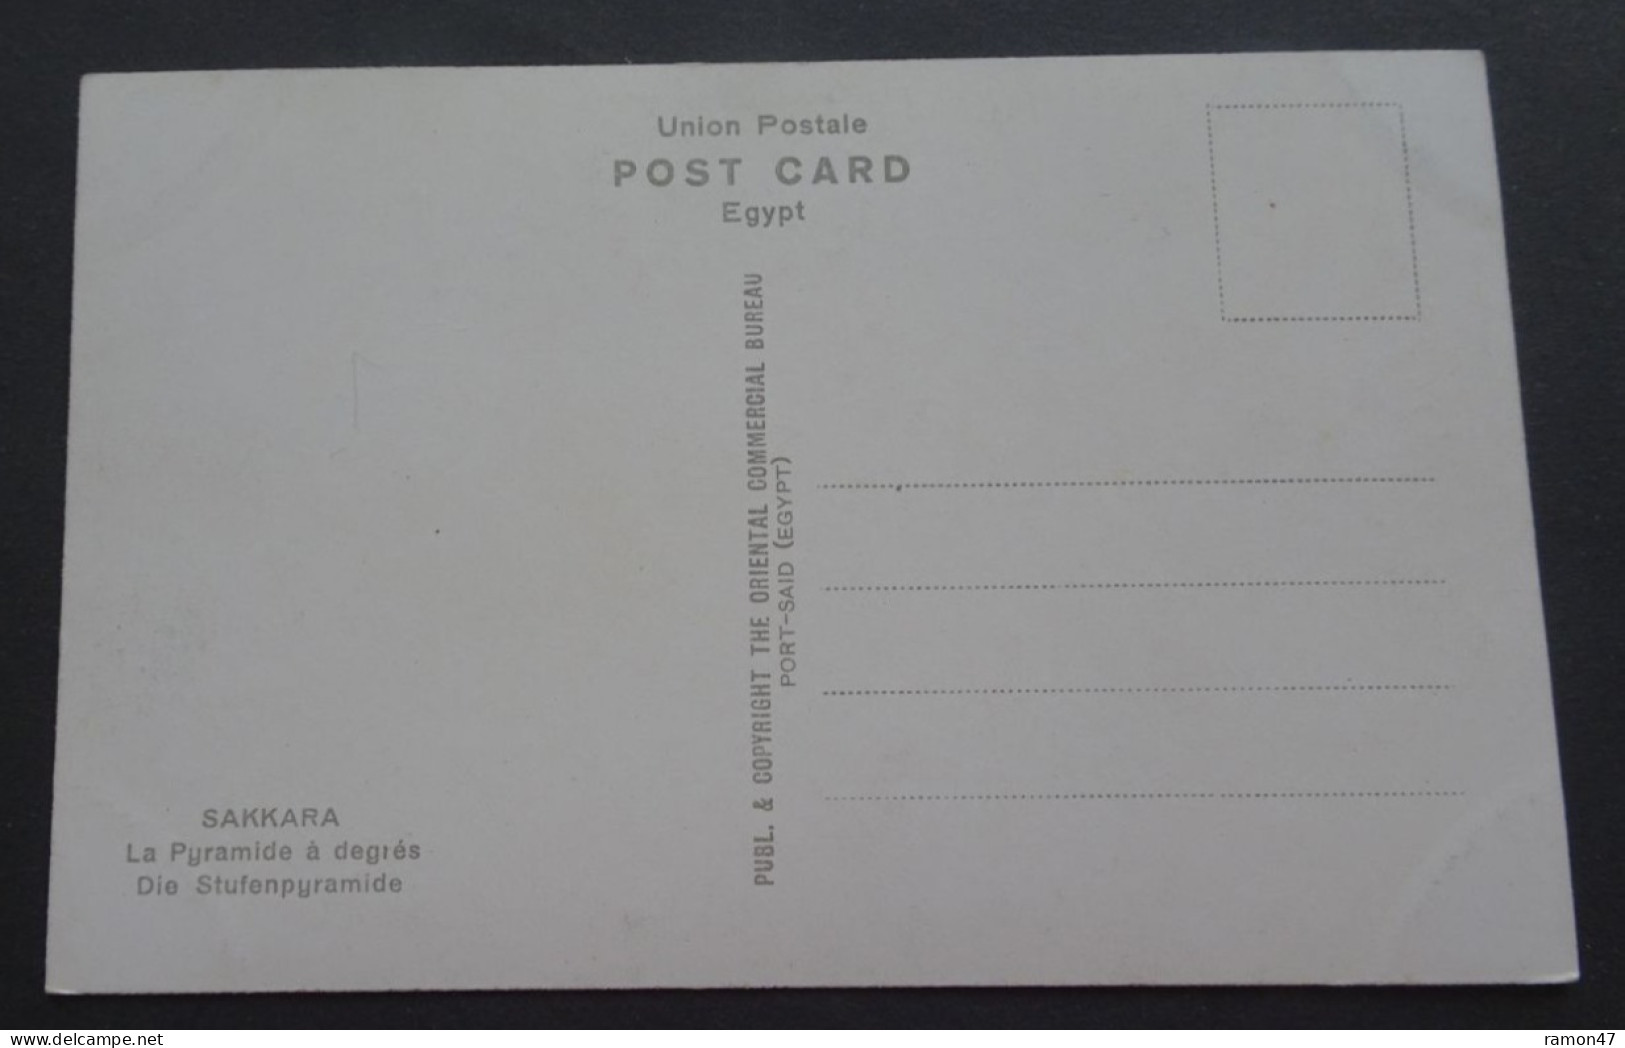 Union Postale
POST CARD
Egypt
PUBL. & COPYRIGHT THE ORIENTAL COMMERCIAL BUREAU
PORT-SAID (EGYPT)
SAKKARA
La Pyramide à degrés
Die Stufenpyramide
delcampe.net
ramon47